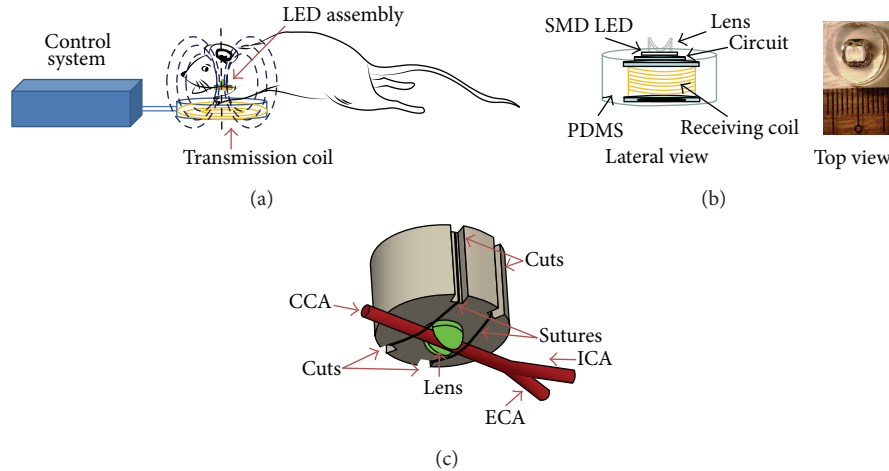 LED assembly
Control
system
Transmission coil
(a)
SMD LED
Lens
Circuit
PDMS
Receiving coil
Lateral view
Top view
(b)
Cuts
CCA
Sutures
ICA
Cuts
Lens
ECA
(c)